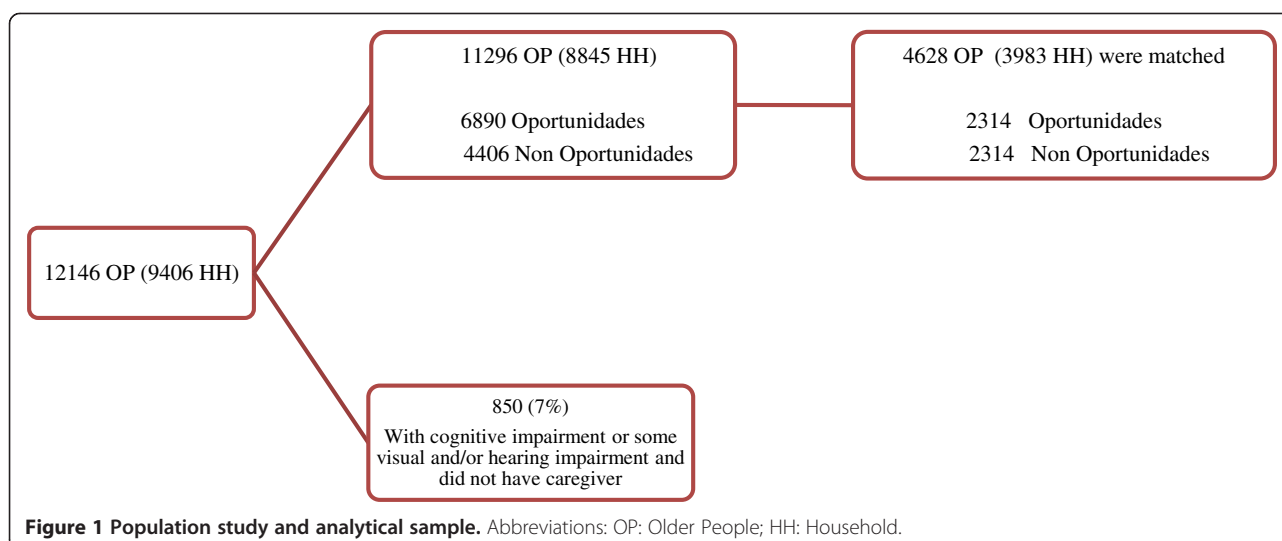 11296 OP (8845 HH)
6890 Oportunidades
4406 Non Oportunidades
4628 OP (3983 HH) were matched
2314 Oportunidades
2314 Non Oportunidades
12146 OP (9406 HH)
850 (7%)
With cognitive impairment or some
visual and/or hearing impairment and
did not have caregiver
Figure 1 Population study and analytical sample. Abbreviations: OP: Older People; HH: Household.